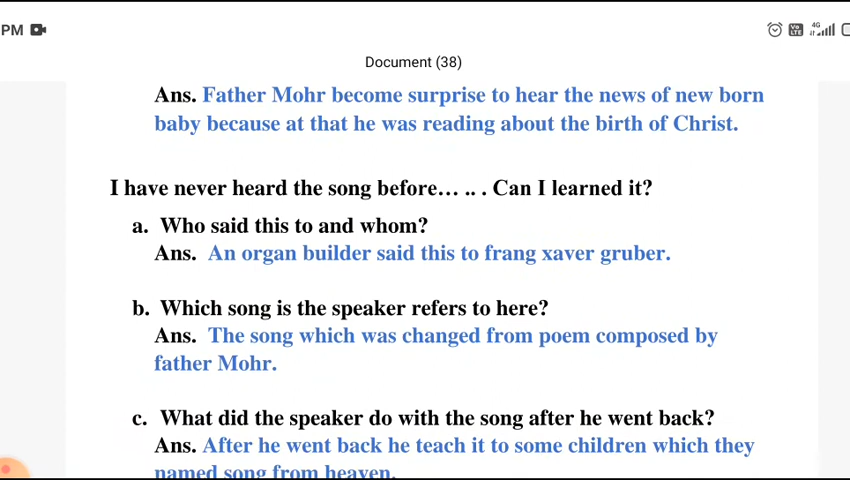 PM
4G
Document (38)
Ans. Father Mohr become surprise to hear the news of new born
baby because at that he was reading about the birth of Christ.
I have never heard the song before… .. . Can I learned it?
a. Who said this to and whom?
Ans. An organ builder said this to frang xaver gruber.
b. Which song is the speaker refers to here?
Ans. The song which was changed from poem composed by
father Mohr.
c. What did the speaker do with the song after he went back?
Ans. After he went back he teach it to some children which they
named song from heaven.